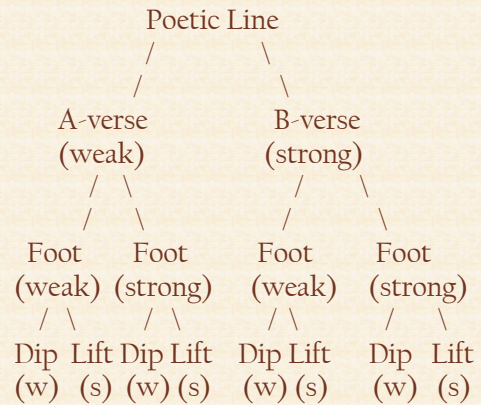 Poetic Line
A-verse B-verse
(weak) (strong)
Foot Foot Foot Foot
(weak) (strong) (weak) (strong)
Dip Lift Dip Lift Dip Lift Dip Lift
(w) (s) (w) (s) (w) (s) (w) (s)